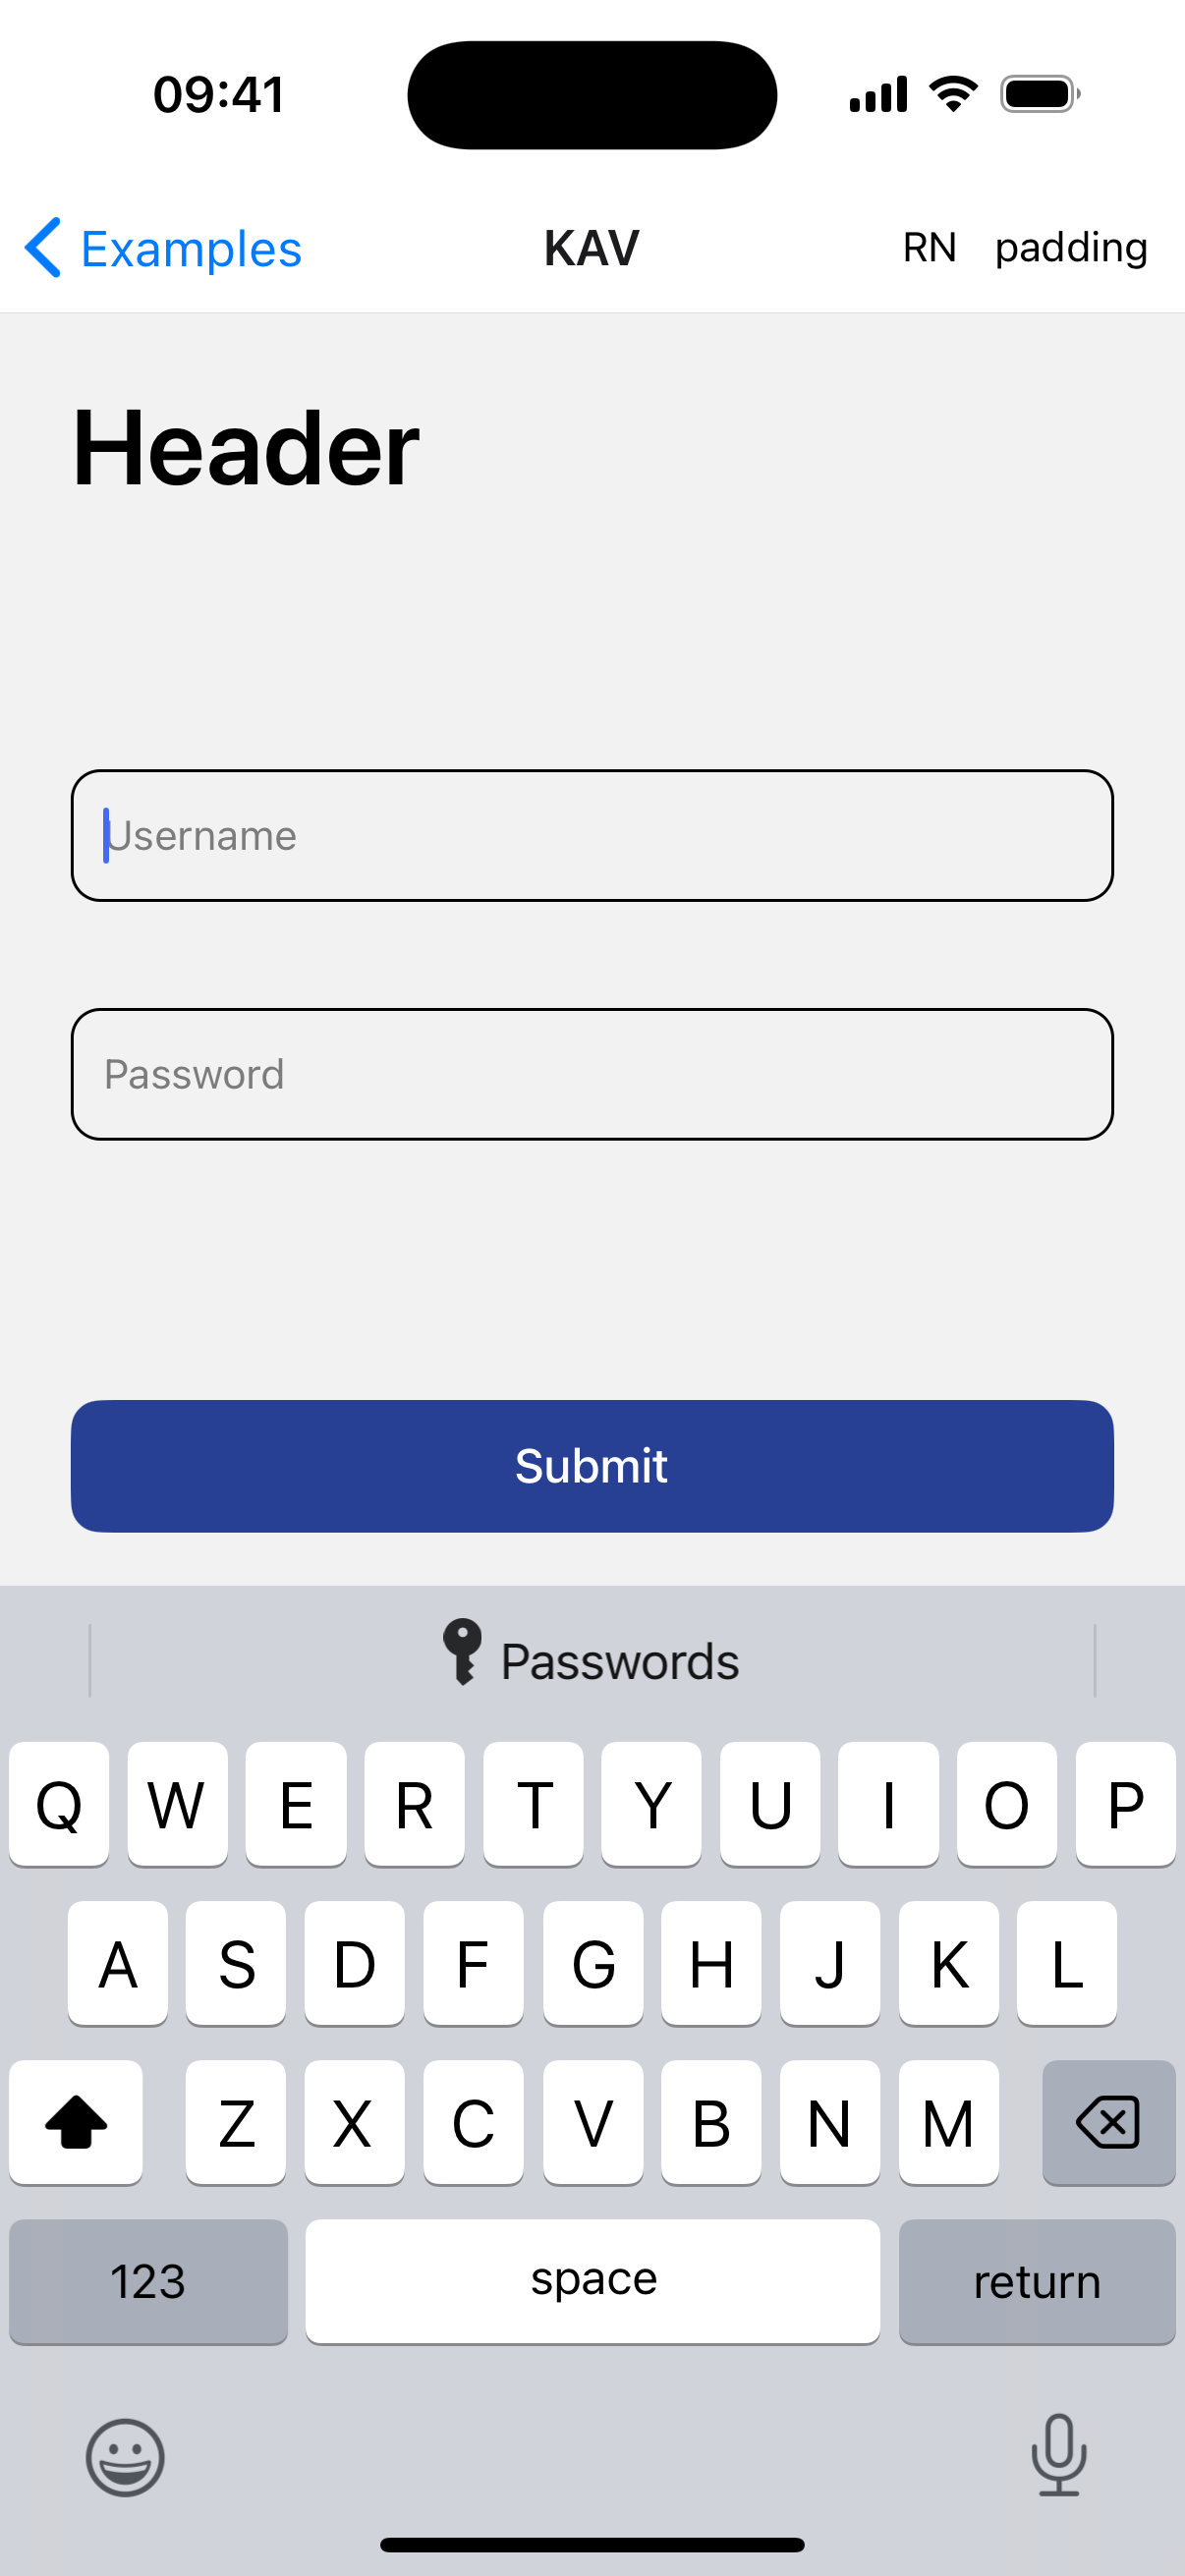 09:41
Examples KAV RN padding
Header
Username
Password
Submit
Passwords
Q W E R T Y U I O P
A S D F G H J K L
Z X C V B N M
123 space return